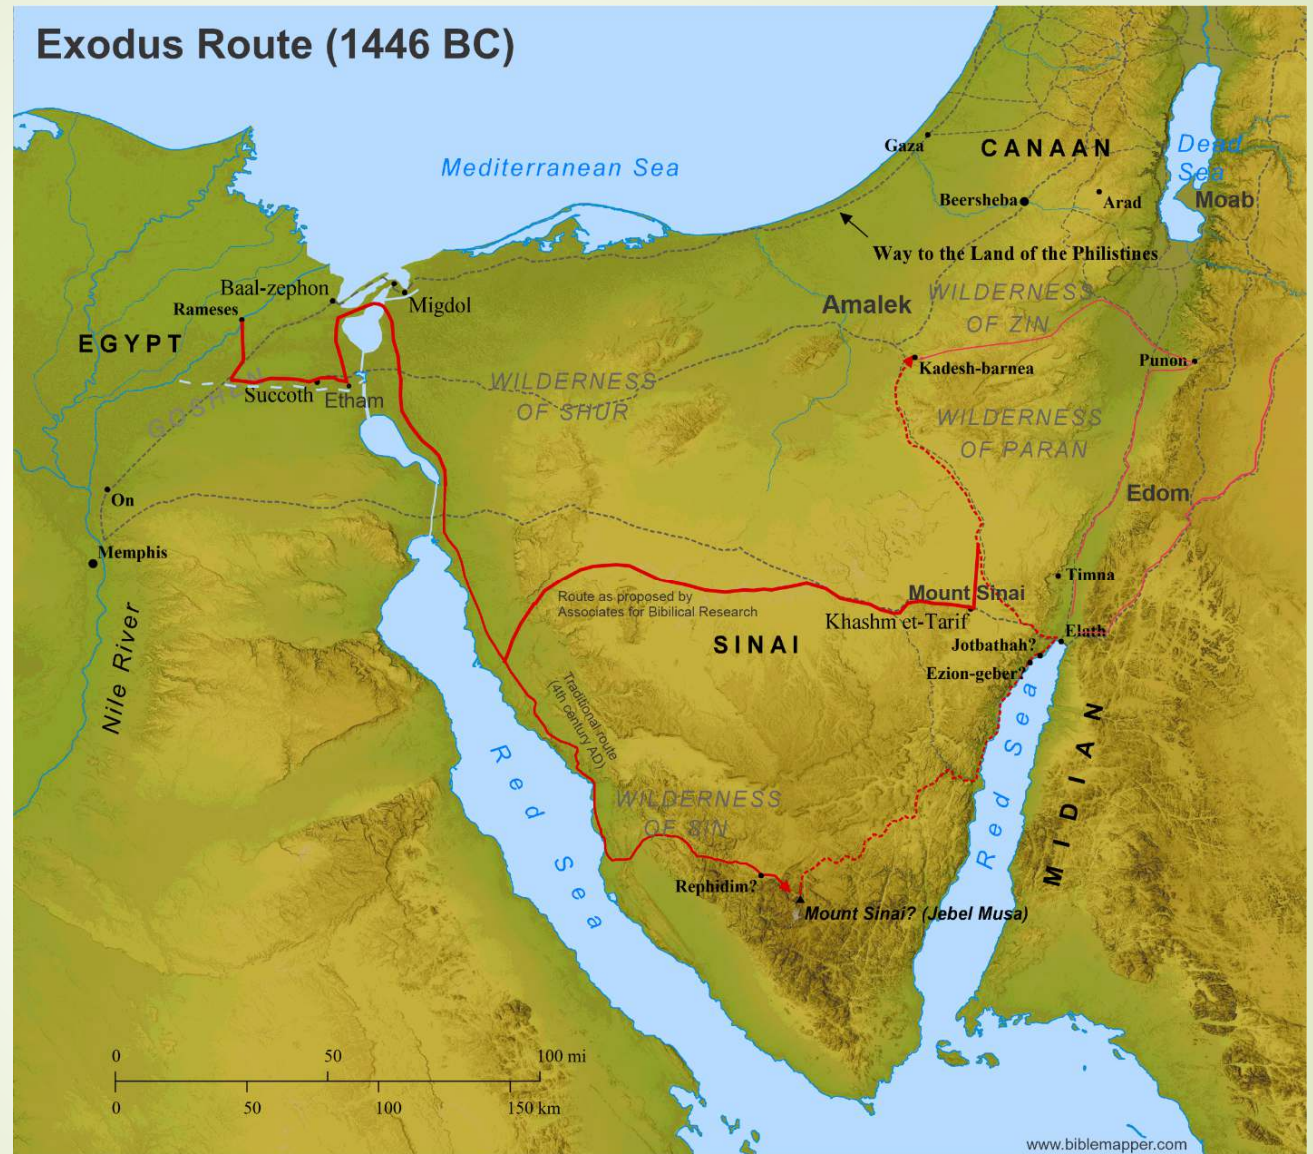 Exodus Route (1446 BC)
Mediterranean Sea
Gaza
CANAAN
Dead
Sea
Beersheba
Arad
Moab
Way to the Land of the Philistines
Baal-zephon
Rameses
Migdol
EGYPT
Amalek
WILDERNESS
OF ZIN
Kadesh-barnea
Punon
GOSHEN
Succoth
Etham
WILDERNESS
OF SHUR
WILDERNESS
OF PARAN
On
Edom
Memphis
Timna
Nile River
Route as proposed by
Associates for Bibilical Research
Mount Sinai
Khashm et-Tarif
SINAI
Elath
Jotbathah?
Ezion-geber?
Traditional route
(4th century AD)
Red Sea
Red Sea
MIDIAN
WILDERNESS
OF SIN
Rephidim?
Mount Sinai? (Jebel Musa)
0 50 100 mi
0 50 100 150 km
www.biblemapper.com